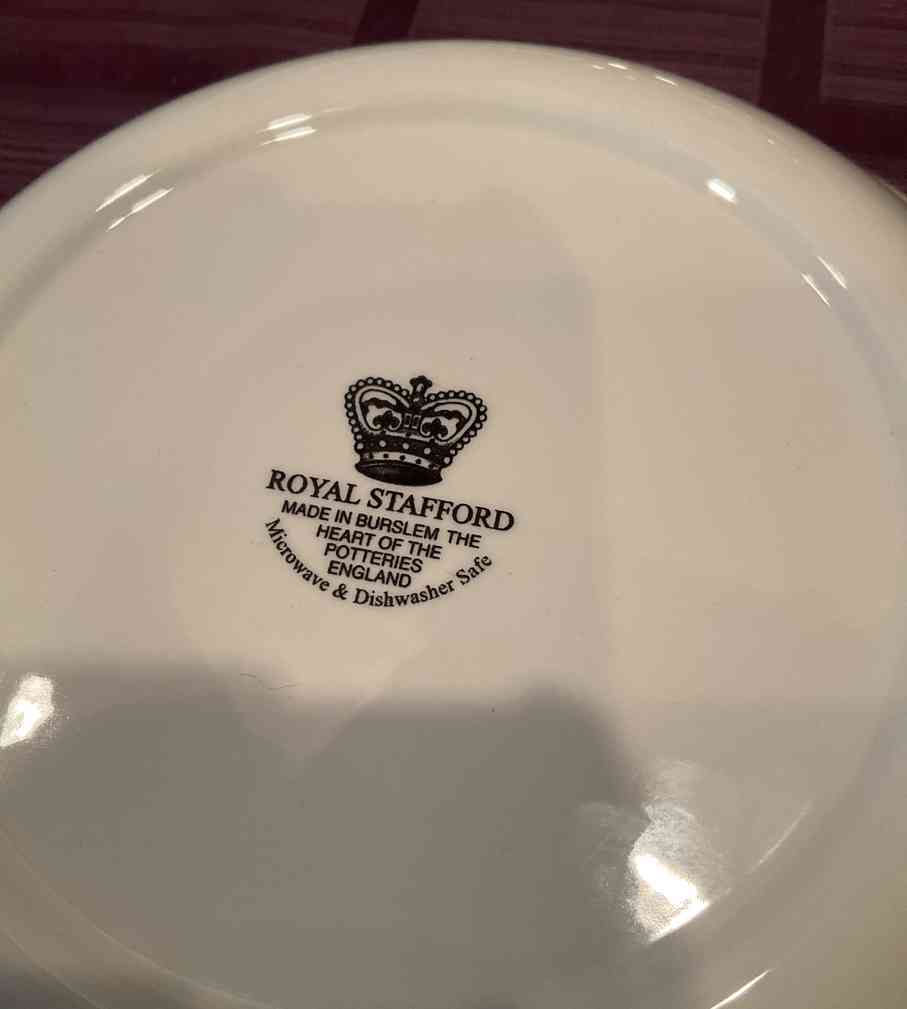 ROYAL STAFFORD
MADE IN BURSLEM THE
HEART OF THE
POTTERIES
ENGLAND
Microwave & Dishwasher Safe